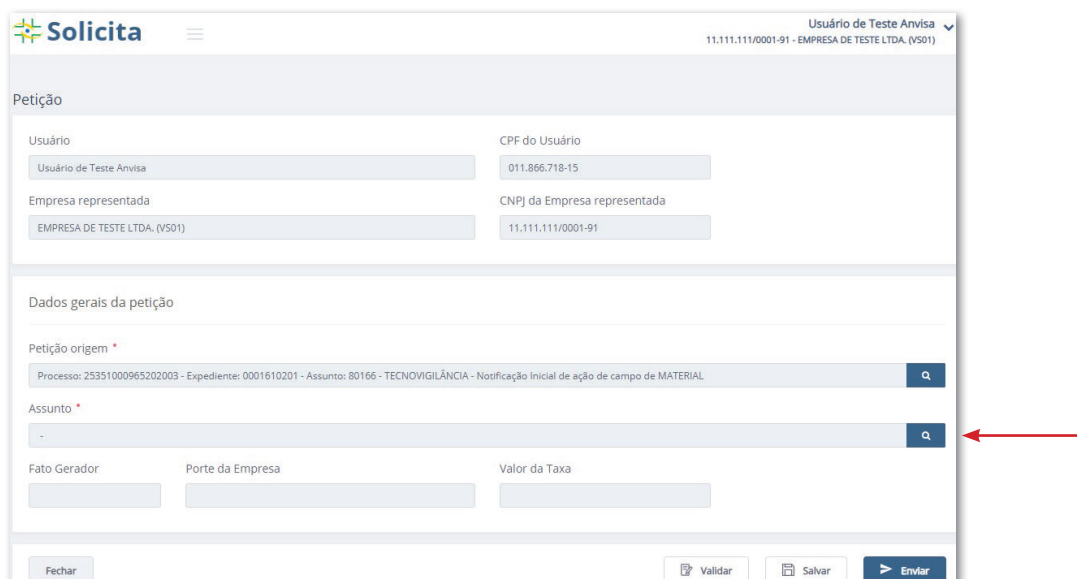 Solicita
Usuário de Teste Anvisa
11.111.111/0001-91 - EMPRESA DE TESTE LTDA. (VS01)
Petição
Usuário CPF do Usuário
Usuário de Teste Anvisa 011.866.718-15
Empresa representada CNPJ da Empresa representada
EMPRESA DE TESTE LTDA. (VS01) 11.111.111/0001-91
Dados gerais da petição
Petição origem *
Processo: 25351000965202003 - Expediente: 0001610201 - Assunto: 80166 - TECNOVIGILÂNCIA - Notificação Inicial de ação de campo de MATERIAL
Assunto *
-
Fato Gerador Porte da Empresa Valor da Taxa
Fechar Validar Salvar Enviar